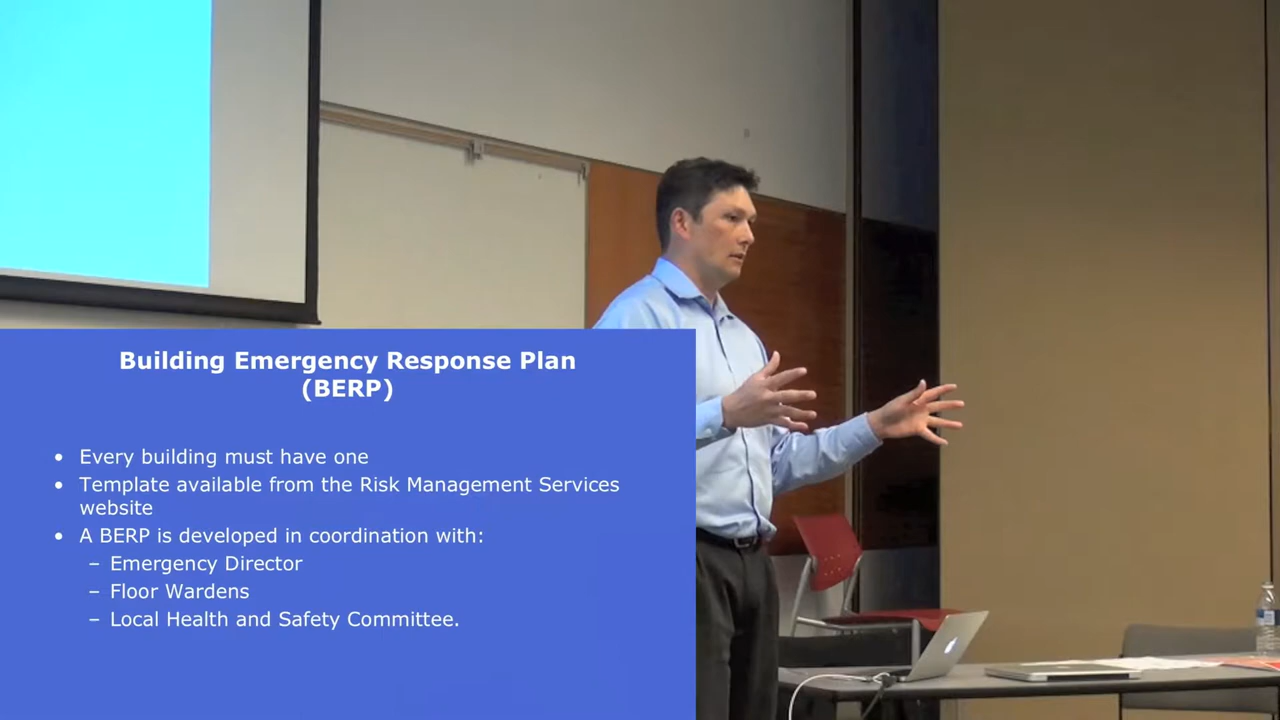 Building Emergency Response Plan
(BERP)
• Every building must have one
• Template available from the Risk Management Services
website
• A BERP is developed in coordination with:
– Emergency Director
– Floor Wardens
– Local Health and Safety Committee.